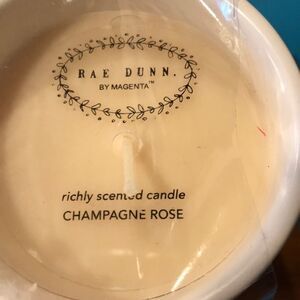 RAE DUNN.
BY MAGENTA™
richly scented candle
CHAMPAGNE ROSE